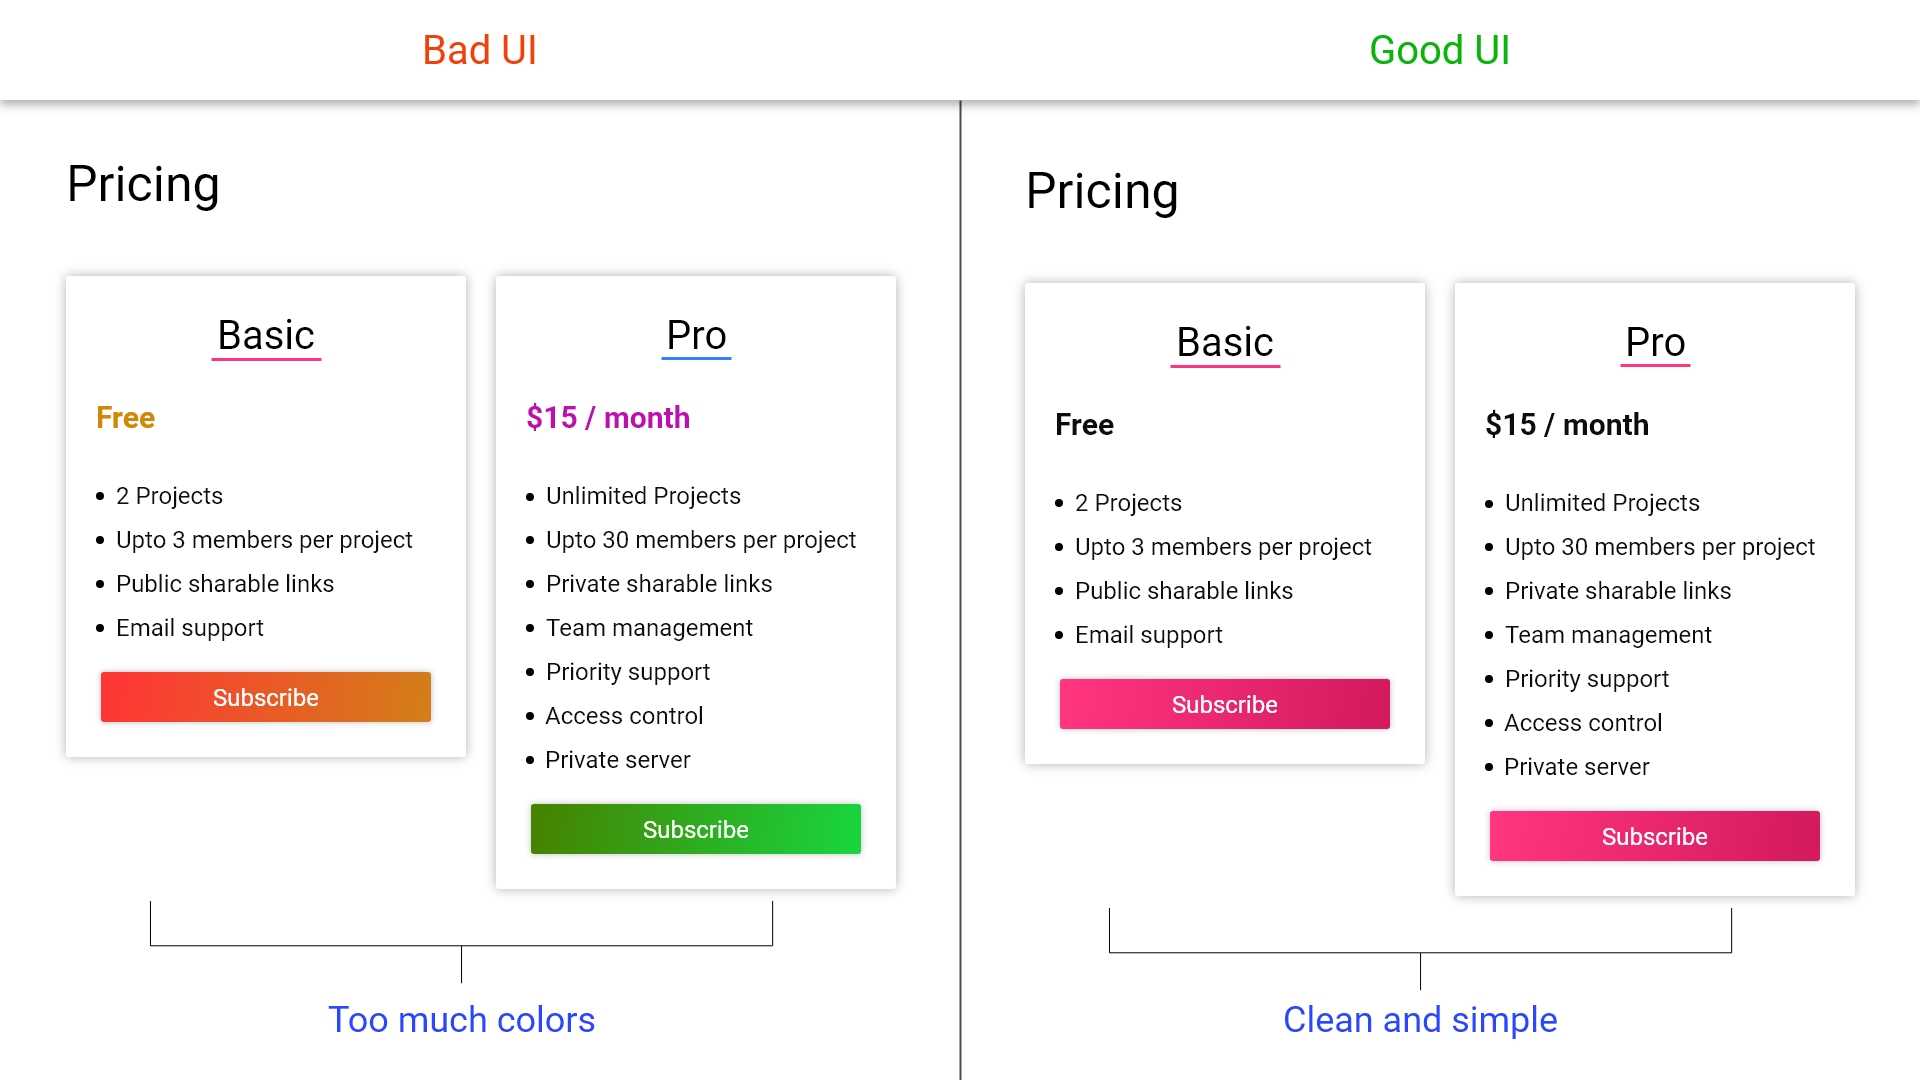 Bad UI
Good UI
Pricing
Basic
Free
2 Projects
Upto 3 members per project
Public sharable links
Email support
Subscribe
Pro
$15 / month
Unlimited Projects
Upto 30 members per project
Private sharable links
Team management
Priority support
Access control
Private server
Subscribe
Too much colors
Pricing
Basic
Free
2 Projects
Upto 3 members per project
Public sharable links
Email support
Subscribe
Pro
$15 / month
Unlimited Projects
Upto 30 members per project
Private sharable links
Team management
Priority support
Access control
Private server
Subscribe
Clean and simple